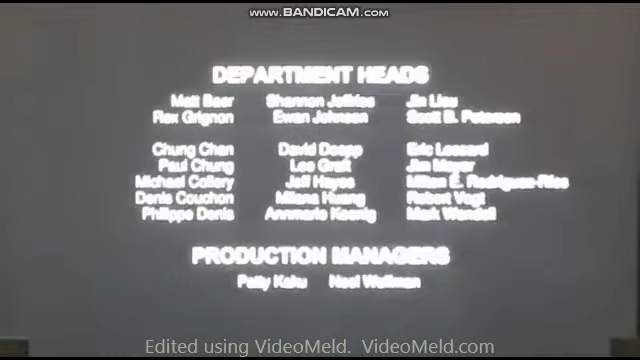 www.BANDICAM.com
DEPARTMENT HEADS
Matt Baer Shannon Jeffries Jin Liou
Rex Grignon Ewan Johnson Scott B. Peterson
Chung Chan David Doepp Eric Lessard
Paul Chung Lee Graft Jim Mayer
Michael Collery Jeff Hayes Milton E. Rodriguez-Rios
Denis Couchon Milana Huang Robert Vogt
Philippe Denis Annmarie Koenig Mark Wendell
PRODUCTION MANAGERS
Patty Kaku Noel Wolfman
Edited using VideoMeld. VideoMeld.com